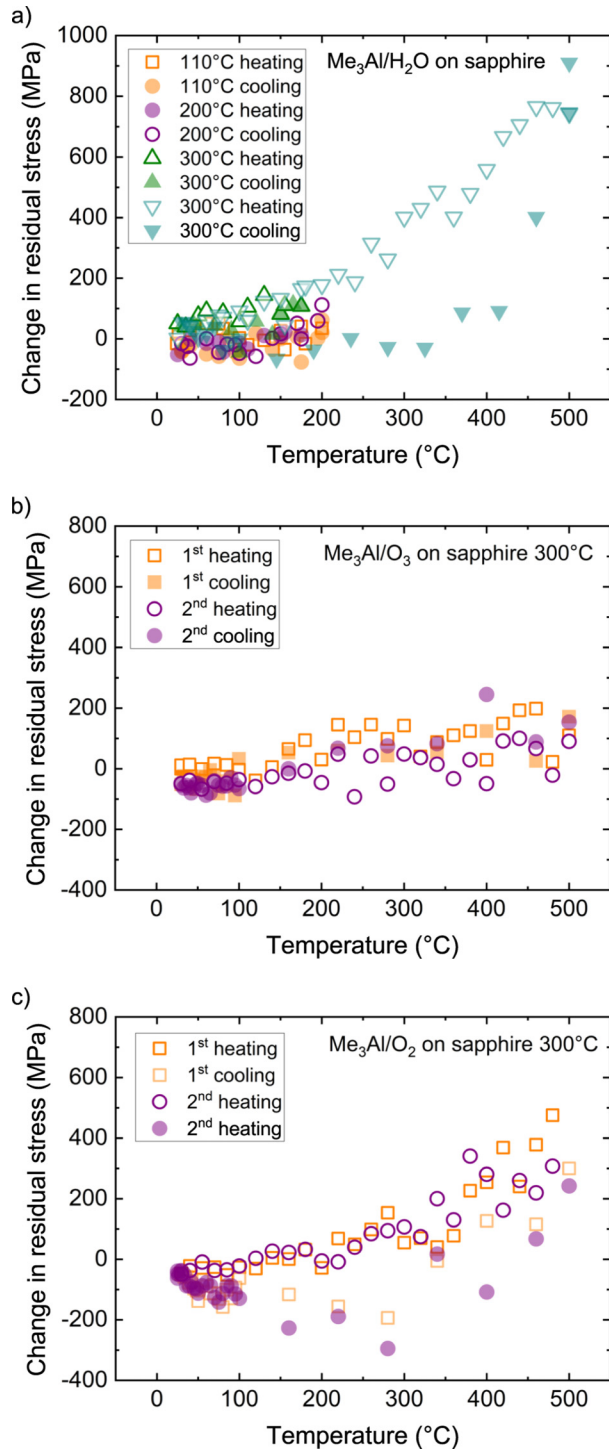 a)
Change in residual stress (MPa)
1000
800
600
400
200
0
-200
110°C heating
110°C cooling
200°C heating
200°C cooling
300°C heating
300°C cooling
300°C heating
300°C cooling
Me₃Al/H₂O on sapphire
0 100 200 300 400 500
Temperature (°C)
b)
Change in residual stress (MPa)
800
600
400
200
0
-200
-400
1ˢᵗ heating
1ˢᵗ cooling
2ⁿᵈ heating
2ⁿᵈ cooling
Me₃Al/O₃ on sapphire 300°C
0 100 200 300 400 500
Temperature (°C)
c)
Change in residual stress (MPa)
800
600
400
200
0
-200
-400
1ˢᵗ heating
1ˢᵗ cooling
2ⁿᵈ heating
2ⁿᵈ heating
Me₃Al/O₂ on sapphire 300°C
0 100 200 300 400 500
Temperature (°C)